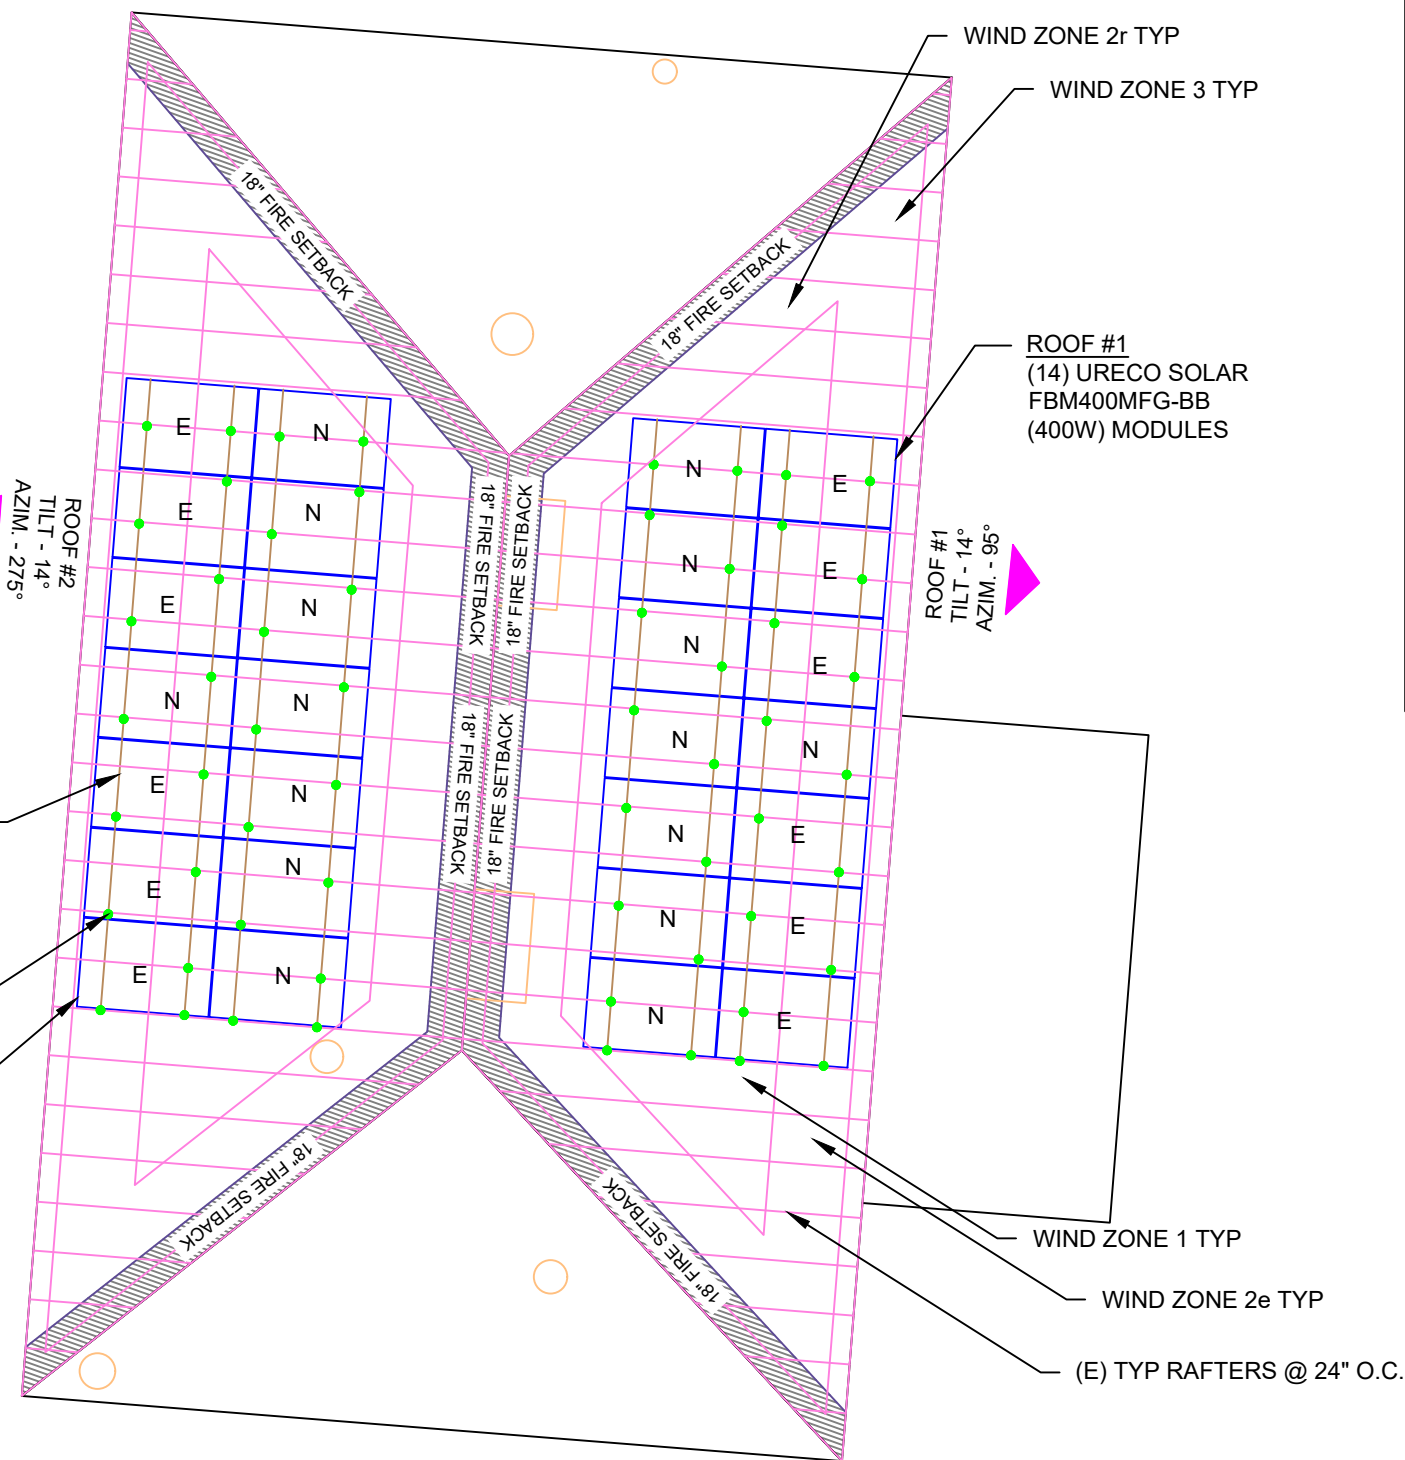 WIND ZONE 2r TYP
WIND ZONE 3 TYP
18" FIRE SETBACK
18" FIRE SETBACK
ROOF #1
(14) URECO SOLAR
FBM400MFG-BB
(400W) MODULES
E N
N E
E N
N E
E N
N E
N N
N N
E N
N E
E N
N E
E N
N E
ROOF #2
TILT - 14°
AZIM. - 275°
18" FIRE SETBACK
18" FIRE SETBACK
ROOF #1
TILT - 14°
AZIM. - 95°
18" FIRE SETBACK
18" FIRE SETBACK
18" FIRE SETBACK
18" FIRE SETBACK
WIND ZONE 1 TYP
WIND ZONE 2e TYP
(E) TYP RAFTERS @ 24" O.C.